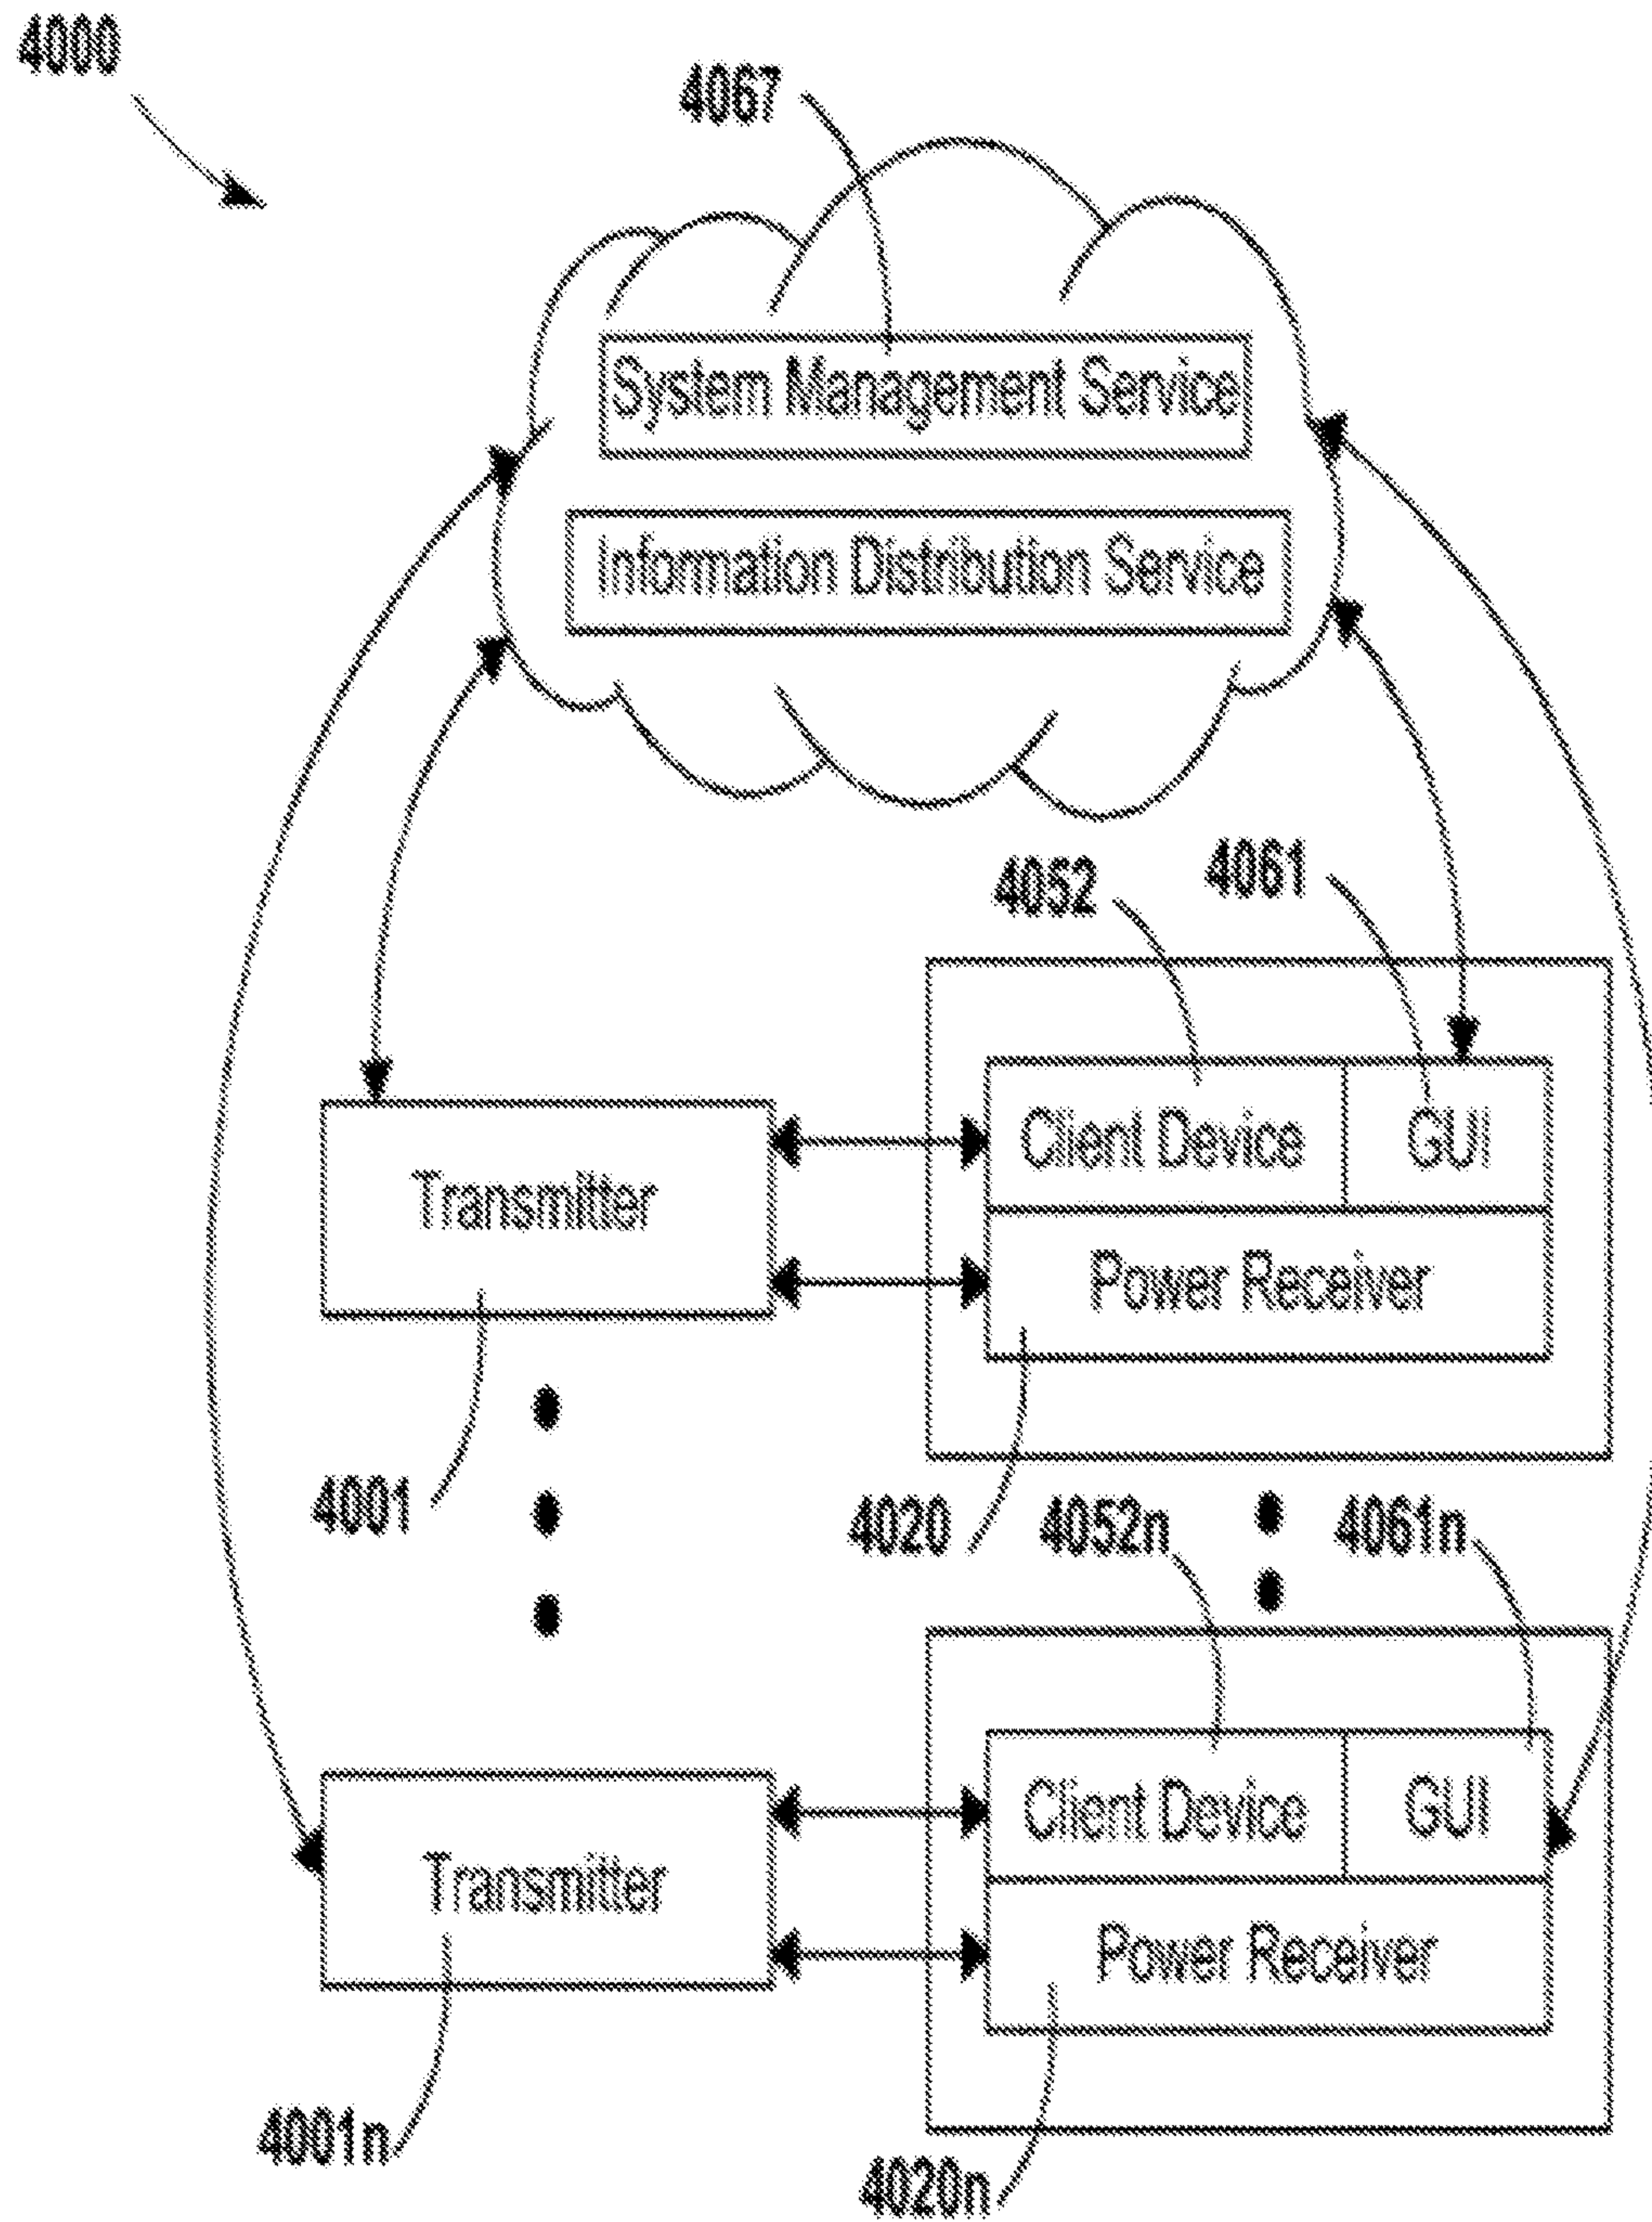 4000
4067
System Management Service
Information Distribution Service
4052
4061
Client Device
GUI
Transmitter
Power Receiver
4001
4020
4052n
4061n
Client Device
GUI
Transmitter
Power Receiver
4001n
4020n